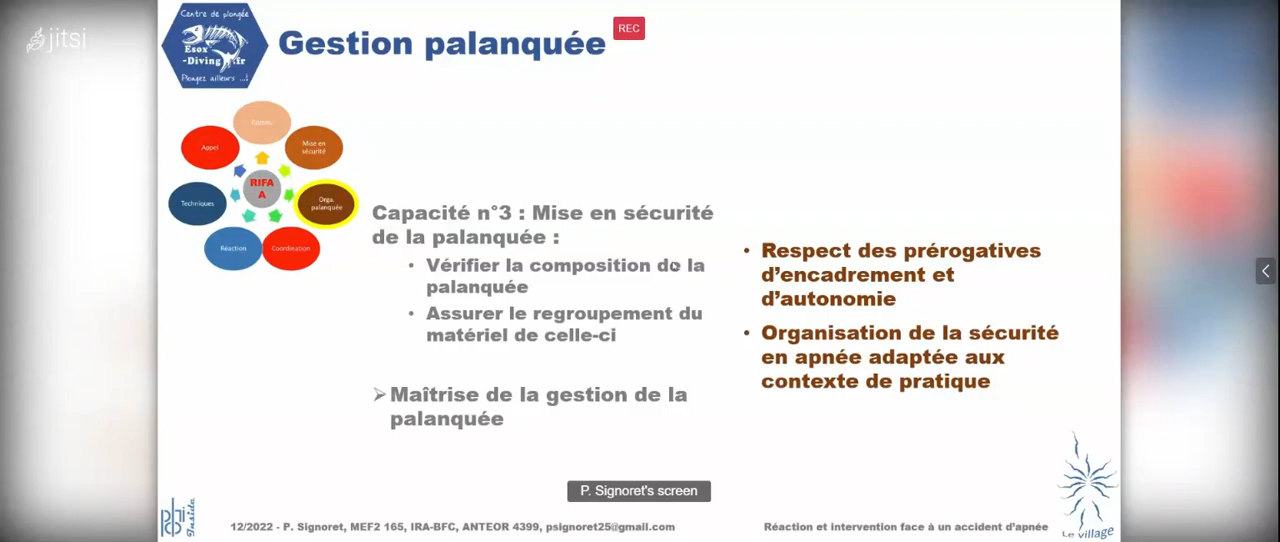 jitsi
Centre de plongée
Esox
-Diving
.fr
Plongez ailleurs ...!
Gestion palanquée
REC
Connes.
Appel
Mise en
sécurité
RIFA
A
Techniques
Orga.
palanquée
Réaction
Coordination
Capacité n°3 : Mise en sécurité
de la palanquée :
• Vérifier la composition de la
palanquée
• Assurer le regroupement du
matériel de celle-ci
➢ Maîtrise de la gestion de la
palanquée
• Respect des prérogatives
d'encadrement et
d'autonomie
• Organisation de la sécurité
en apnée adaptée aux
contexte de pratique
P. Signoret's screen
Inside
12/2022 - P. Signoret, MEF2 165, IRA-BFC, ANTEOR 4399, psignoret25@gmail.com
Réaction et intervention face à un accident d'apnée
Le village